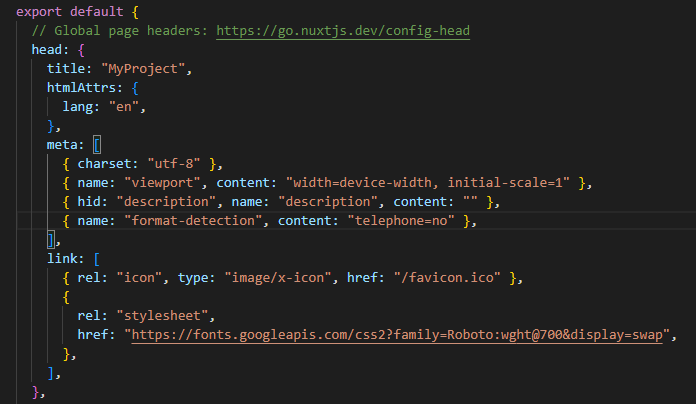 export default {
// Global page headers: https://go.nuxtjs.dev/config-head
head: {
title: "MyProject",
htmlAttrs: {
lang: "en",
},
meta: [
{ charset: "utf-8" },
{ name: "viewport", content: "width=device-width, initial-scale=1" },
{ hid: "description", name: "description", content: "" },
{ name: "format-detection", content: "telephone=no" },
],
link: [
{ rel: "icon", type: "image/x-icon", href: "/favicon.ico" },
{
rel: "stylesheet",
href: "https://fonts.googleapis.com/css2?family=Roboto:wght@700&display=swap",
},
],
},